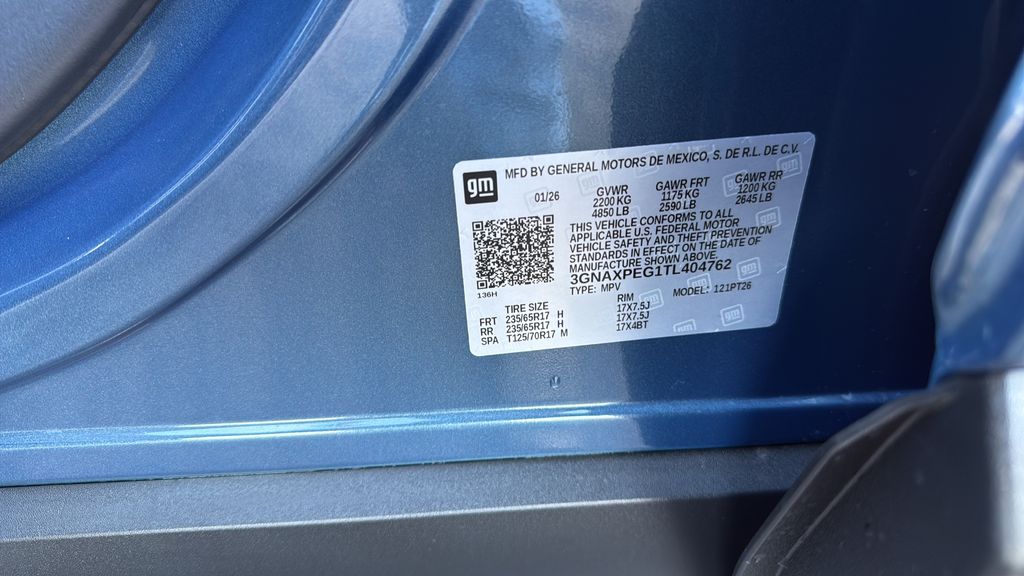 gm MFD BY GENERAL MOTORS DE MEXICO, S. DE R.L. DE C.V.
01/26 GVWR GAWR FRT GAWR RR
2200 KG 1175 KG 1200 KG
4850 LB 2590 LB 2645 LB
THIS VEHICLE CONFORMS TO ALL
APPLICABLE U.S. FEDERAL MOTOR
VEHICLE SAFETY AND THEFT PREVENTION
STANDARDS IN EFFECT ON THE DATE OF
MANUFACTURE SHOWN ABOVE.
3GNAXPEG1TL404762
136H TYPE: MPV MODEL: 121PT26
TIRE SIZE RIM
FRT 235/65R17 H 17X7.5J
RR 235/65R17 H 17X7.5J
SPA T125/70R17 M 17X4BT